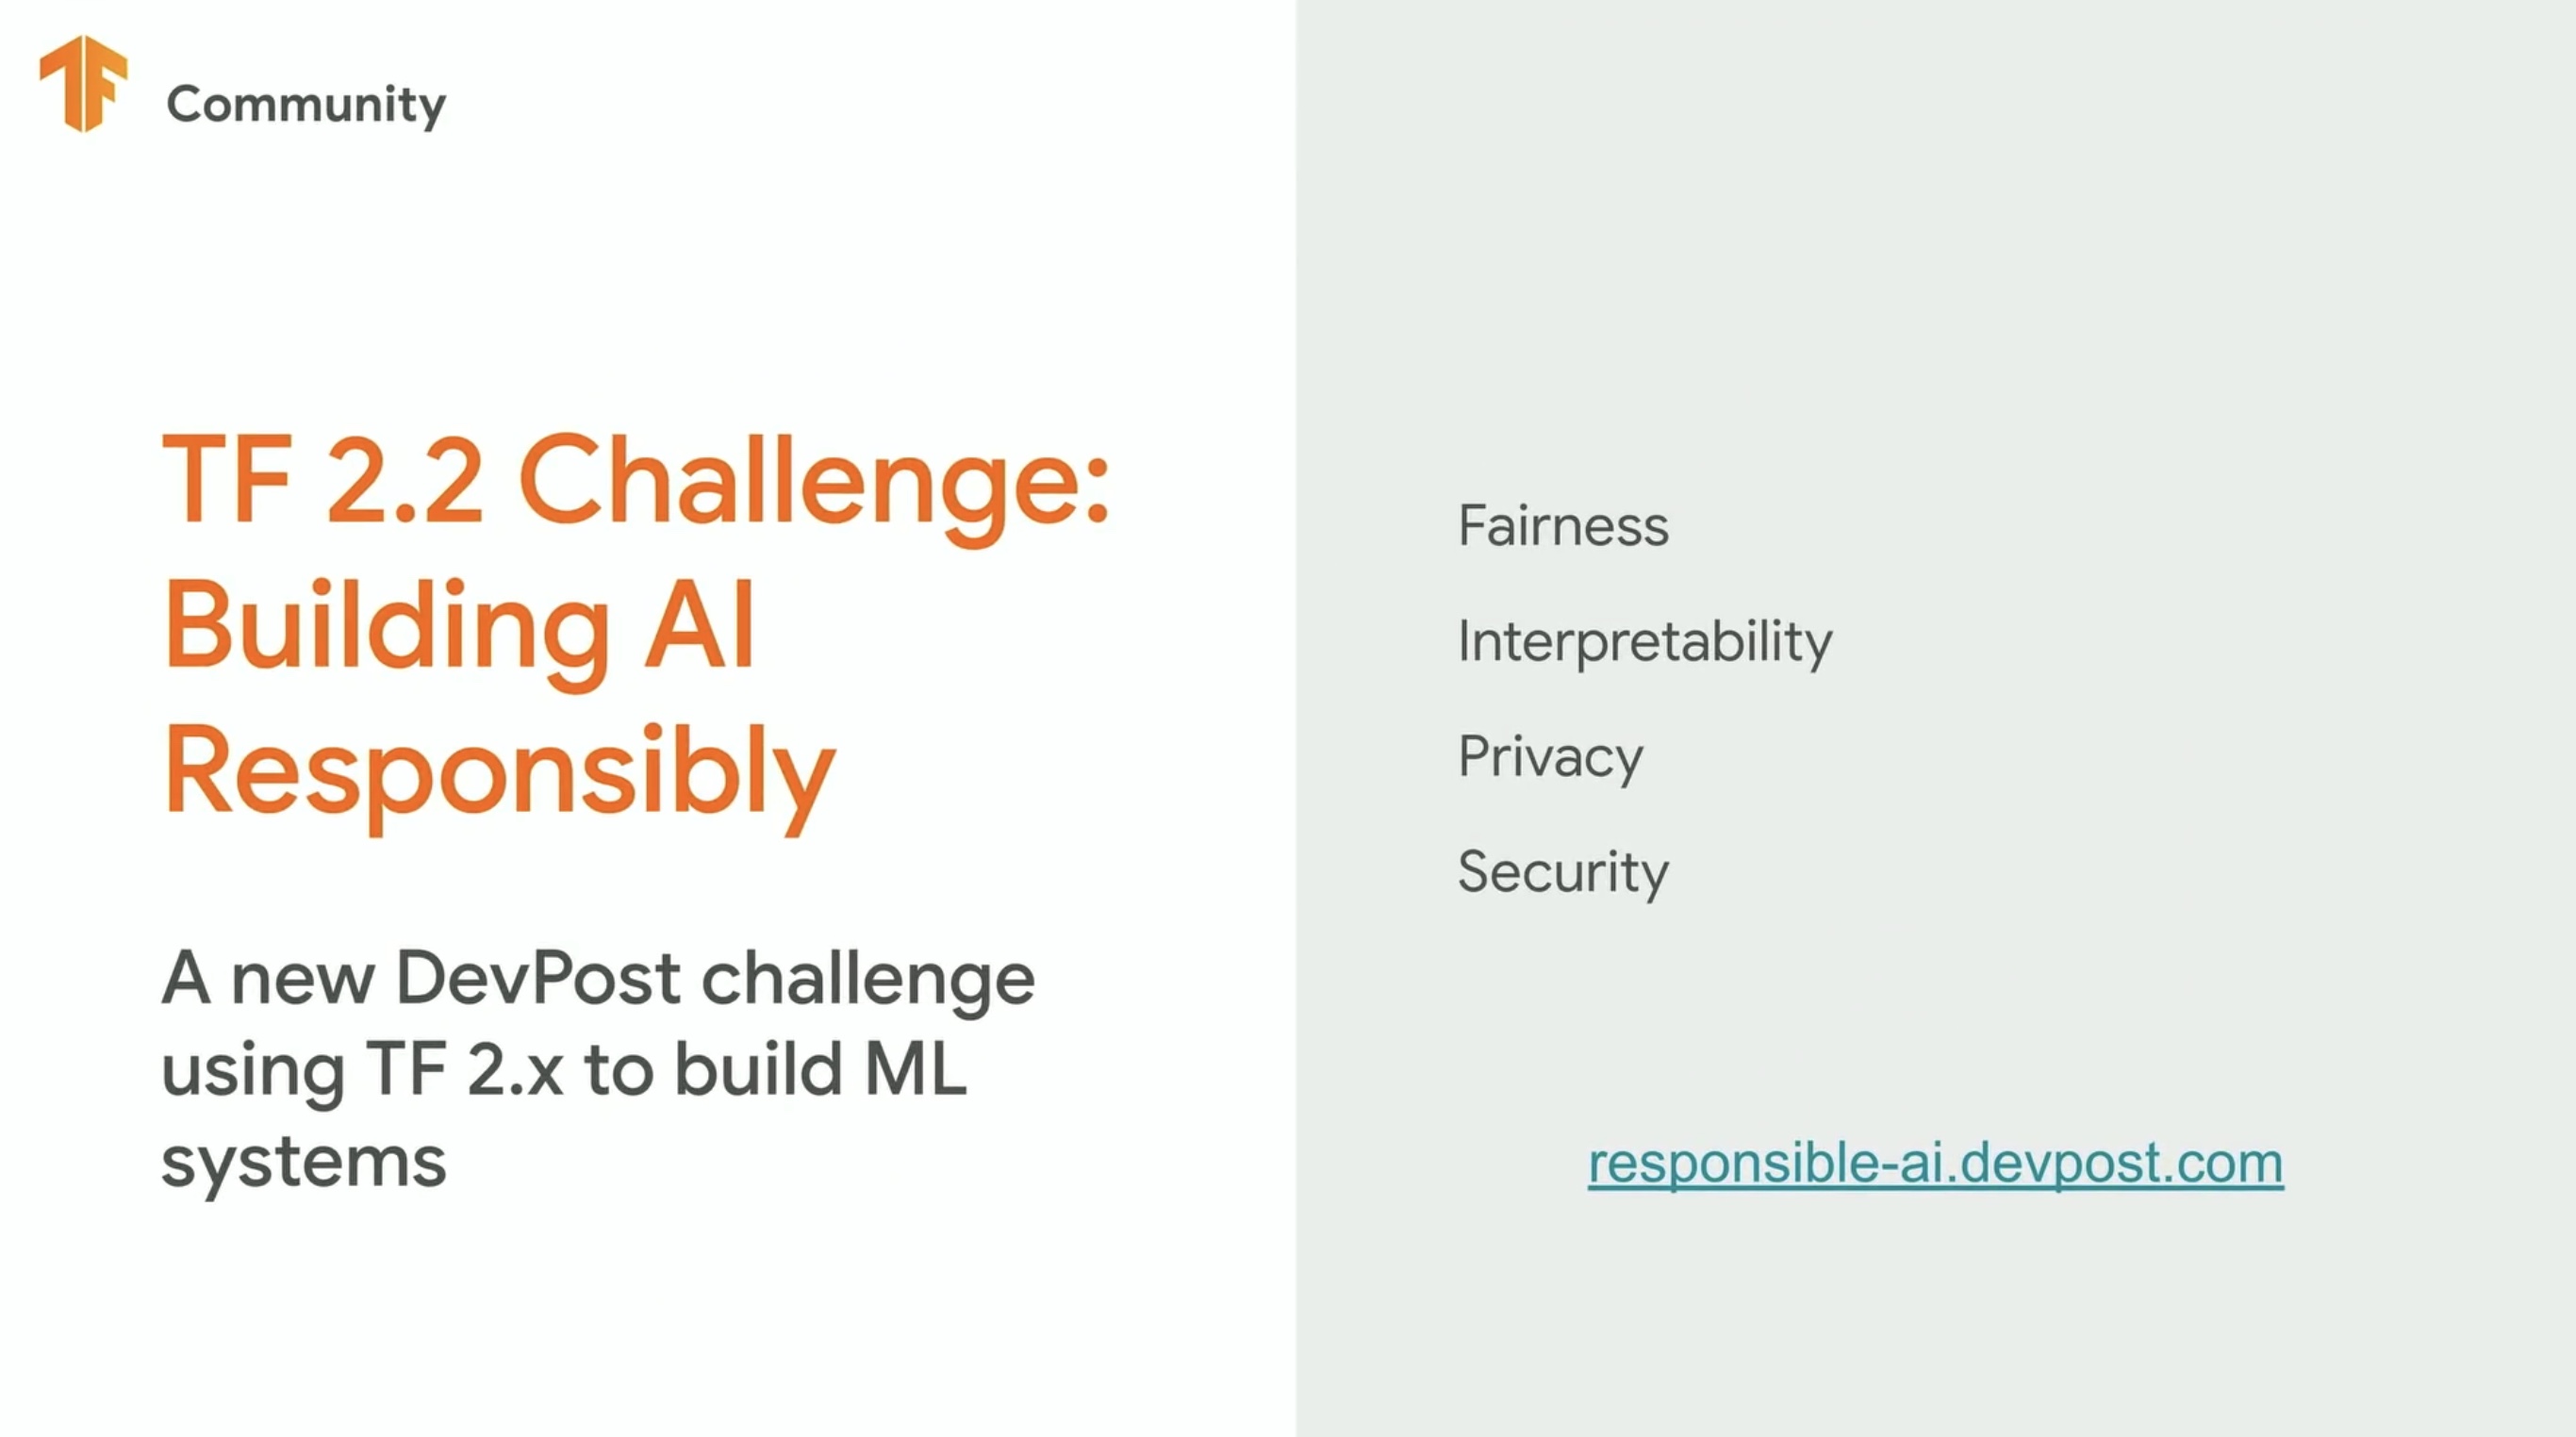 Community
TF 2.2 Challenge:
Building AI
Responsibly
A new DevPost challenge
using TF 2.x to build ML
systems
Fairness
Interpretability
Privacy
Security
responsible-ai.devpost.com